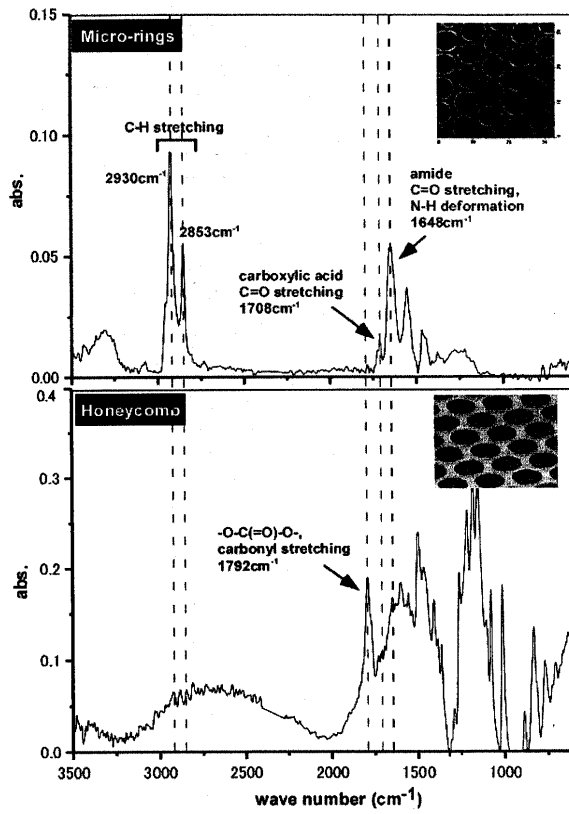 0.15
Micro-rings
C-H stretching
0.10
2930cm⁻¹
2853cm⁻¹
amide
C=O stretching,
N-H deformation
1648cm⁻¹
abs.
0.05
carboxylic acid
C=O stretching
1708cm⁻¹
0.00
0.4
Honeycomb
0.3
-O-C(=O)-O-,
carbonyl stretching
1792cm⁻¹
abs.
0.2
0.1
0.0
3500 3000 2500 2000 1500 1000
wave number (cm⁻¹)